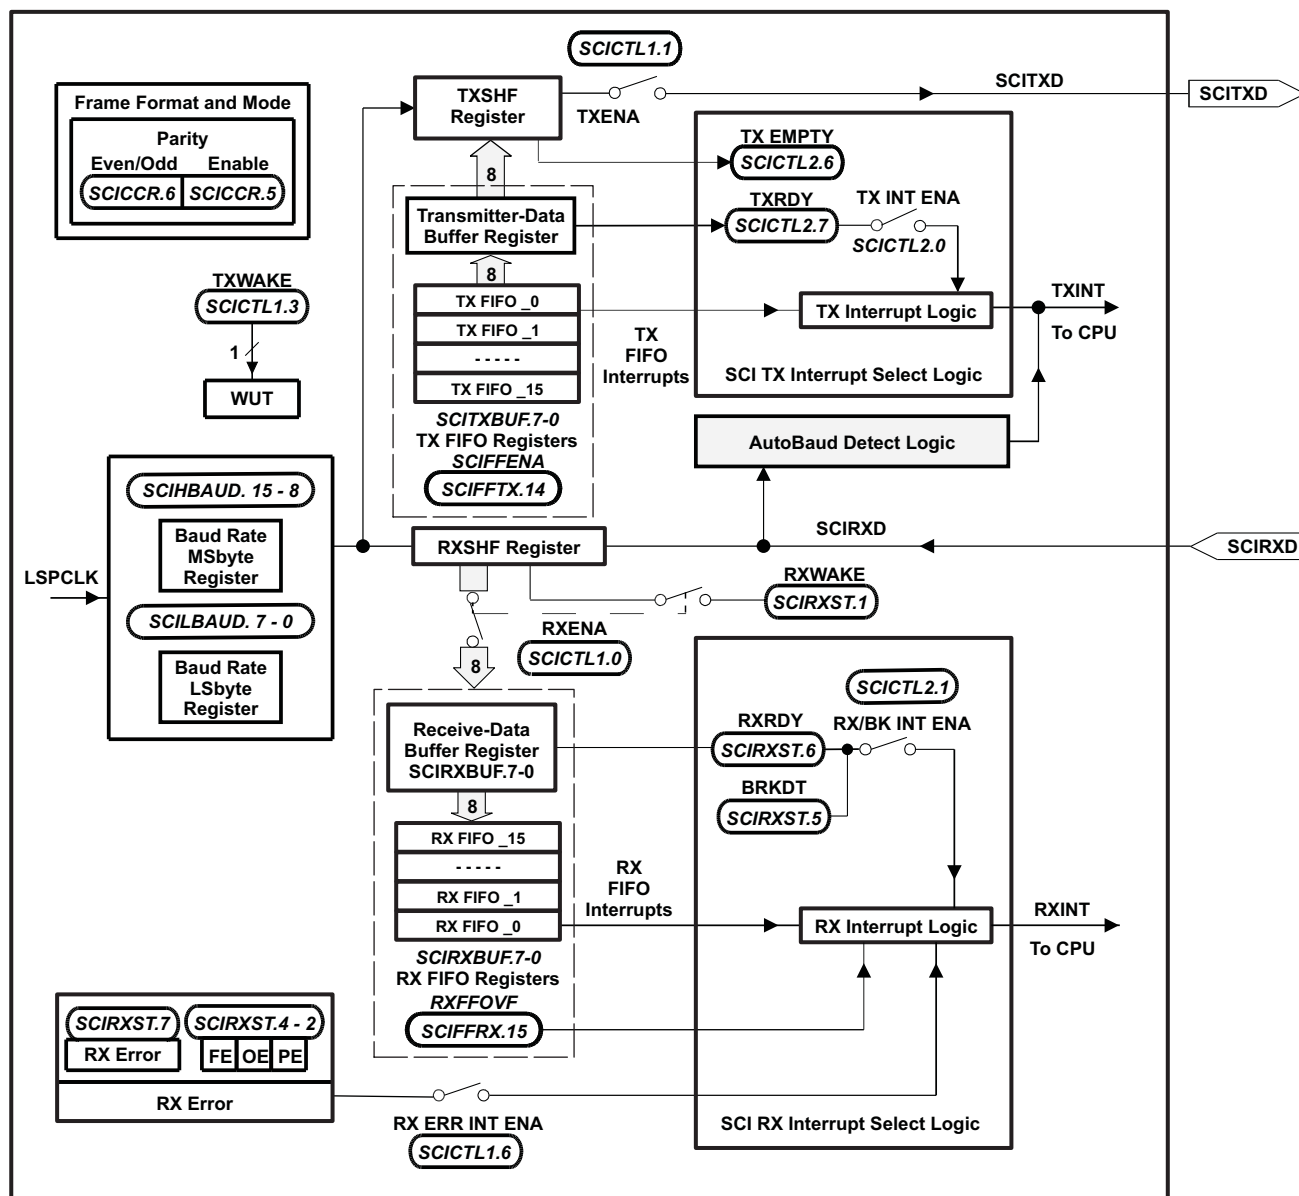 SCICTL1.1
Frame Format and Mode
Parity
Even/Odd Enable
SCICCR.6 SCICCR.5
TXSHF
Register
TXENA
SCITXD
SCITXD
8
TX EMPTY
SCICTL2.6
Transmitter-Data
Buffer Register
TXRDY
SCICTL2.7
TX INT ENA
SCICTL2.0
8
TXWAKE
SCICTL1.3
1
WUT
TX FIFO _0
TX FIFO _1
- - - - -
TX FIFO _15
TX
FIFO
Interrupts
TX Interrupt Logic
TXINT
To CPU
SCI TX Interrupt Select Logic
SCITXBUF.7-0
TX FIFO Registers
SCIFFENA
SCIFFTX.14
AutoBaud Detect Logic
LSPCLK
SCIHBAUD. 15 - 8
Baud Rate
MSbyte
Register
SCILBAUD. 7 - 0
Baud Rate
LSbyte
Register
RXSHF Register
SCIRXD
SCIRXD
RXWAKE
SCIRXST.1
RXENA
SCICTL1.0
8
SCICTL2.1
RX/BK INT ENA
Receive-Data
Buffer Register
SCIRXBUF.7-0
RXRDY
SCIRXST.6
BRKDT
SCIRXST.5
8
RX FIFO _15
- - - - -
RX FIFO _1
RX FIFO _0
RX
FIFO
Interrupts
RX Interrupt Logic
RXINT
To CPU
SCIRXBUF.7-0
RX FIFO Registers
RXFFOVF
SCIFFRX.15
SCIRXST.7 SCIRXST.4 - 2
RX Error FE OE PE
RX Error
RX ERR INT ENA
SCICTL1.6
SCI RX Interrupt Select Logic